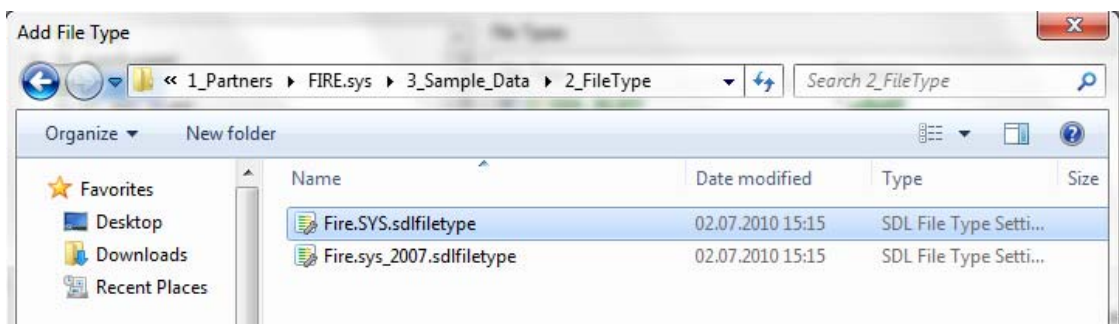 Add File Type
« 1_Partners ▸ FIRE.sys ▸ 3_Sample_Data ▸ 2_FileType Search 2_FileType
Organize New folder
Favorites
Desktop
Downloads
Recent Places
Name Date modified Type Size
Fire.SYS.sdlfiletype 02.07.2010 15:15 SDL File Type Setti...
Fire.sys_2007.sdlfiletype 02.07.2010 15:15 SDL File Type Setti...